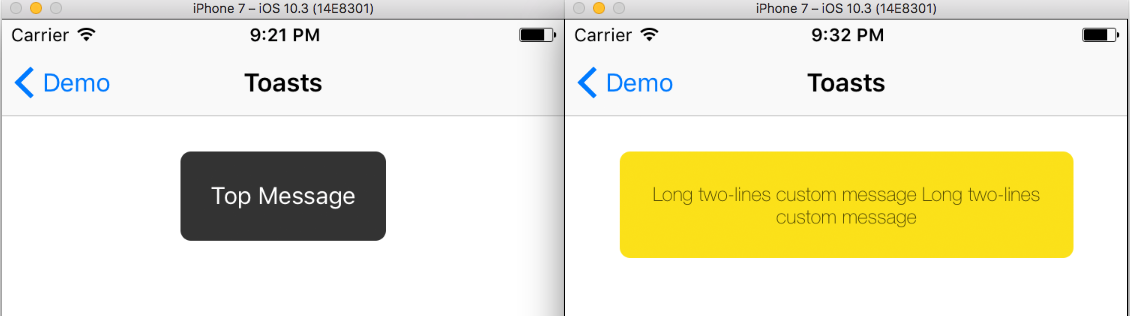 iPhone 7 – iOS 10.3 (14E8301)
Carrier 9:21 PM
Demo Toasts
Top Message
iPhone 7 – iOS 10.3 (14E8301)
Carrier 9:32 PM
Demo Toasts
Long two-lines custom message Long two-lines
custom message